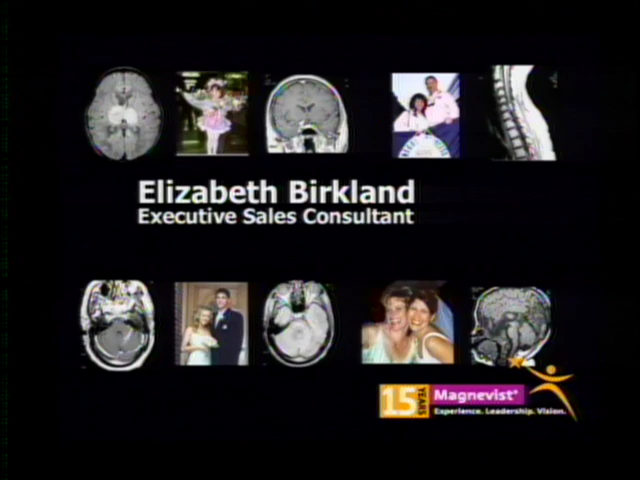 Elizabeth Birkland
Executive Sales Consultant
15 YEARS
Magnevist®
Experience. Leadership. Vision.